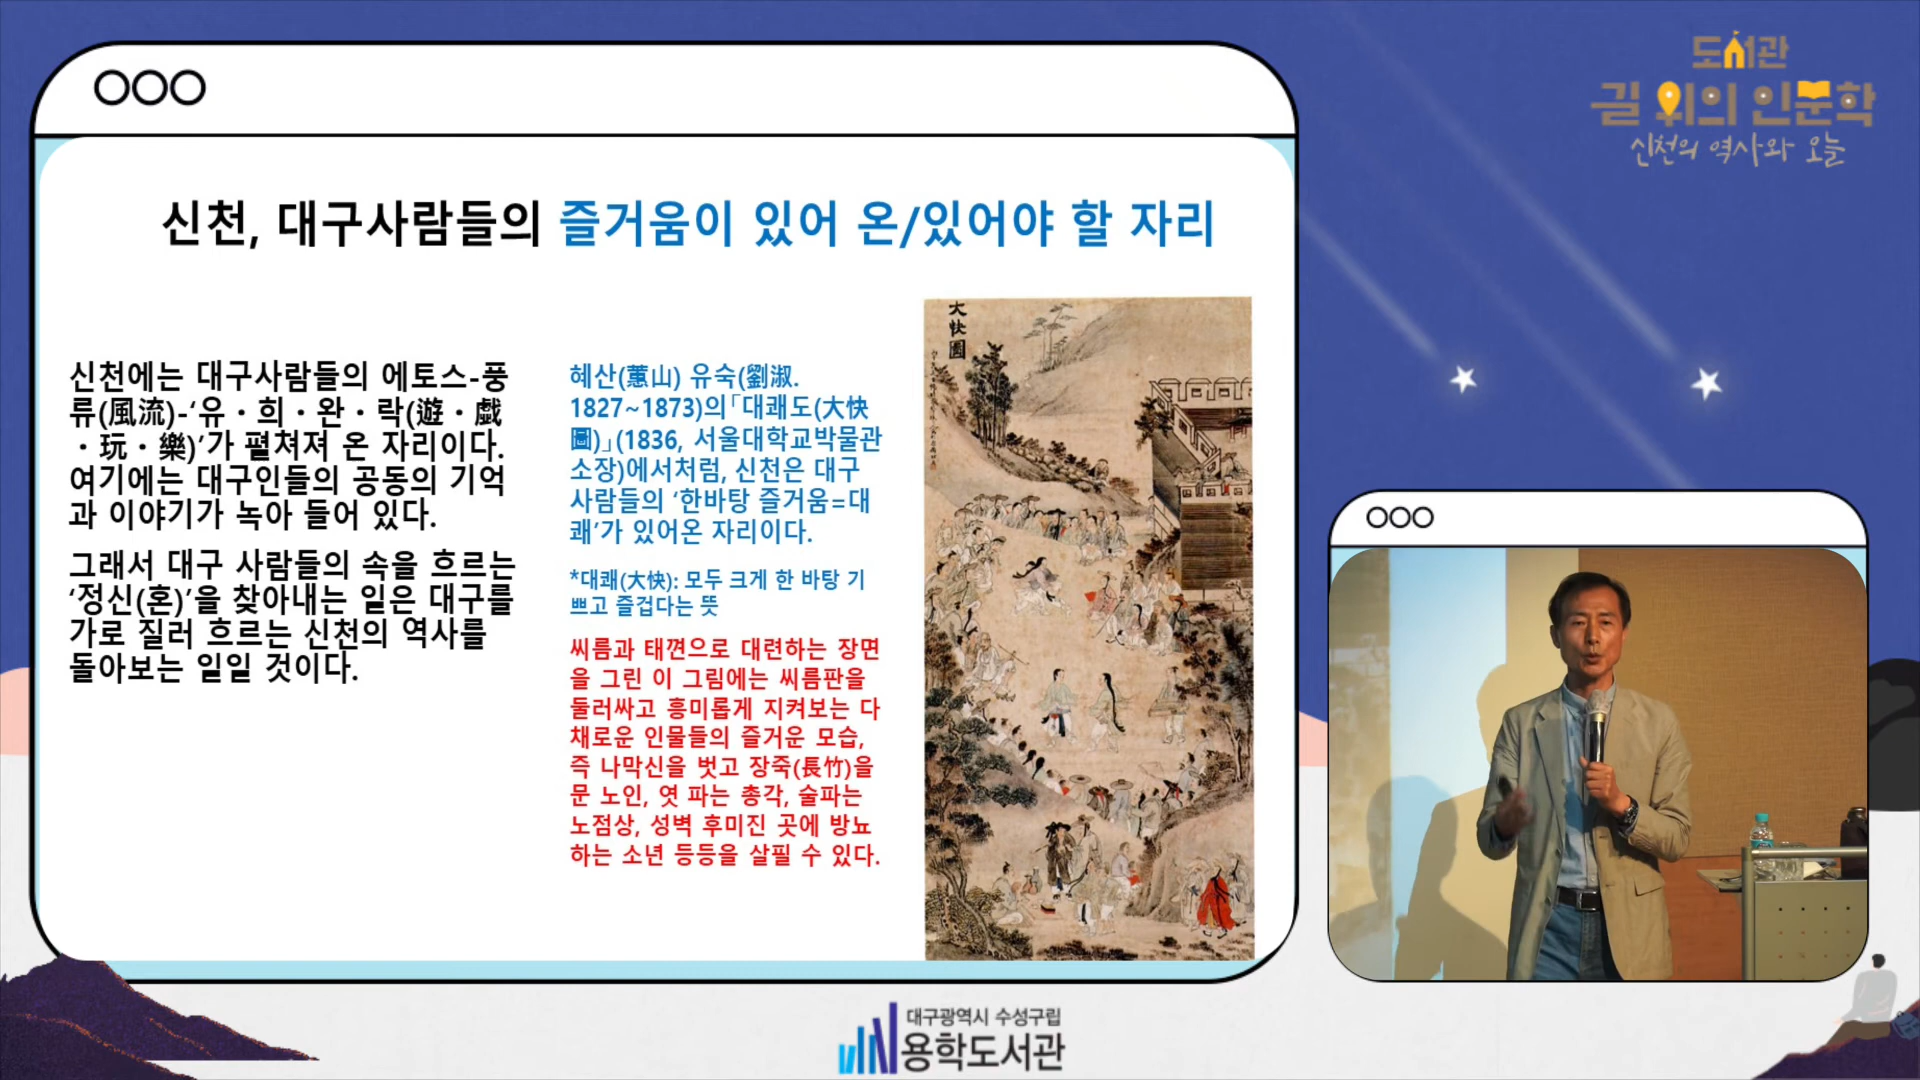 도서관
길 위의 인문학
신천의 역사와 오늘
신천, 대구사람들의 즐거움이 있어 온/있어야 할 자리
신천에는 대구사람들의 에토스-풍
류(風流)-‘유·희·완·락(遊·戲
·玩·樂)’가 펼쳐져 온 자리이다.
여기에는 대구인들의 공동의 기억
과 이야기가 녹아 들어 있다.
그래서 대구 사람들의 속을 흐르는
‘정신(혼)’을 찾아내는 일은 대구를
가로 질러 흐르는 신천의 역사를
돌아보는 일일 것이다.
혜산(蕙山) 유숙(劉淑.
1827~1873)의「대쾌도(大快
圖)」(1836, 서울대학교박물관
소장)에서처럼, 신천은 대구
사람들의 ‘한바탕 즐거움=대
쾌’가 있어온 자리이다.
*대쾌(大快): 모두 크게 한 바탕 기
쁘고 즐겁다는 뜻
씨름과 태껸으로 대련하는 장면
을 그린 이 그림에는 씨름판을
둘러싸고 흥미롭게 지켜보는 다
채로운 인물들의 즐거운 모습,
즉 나막신을 벗고 장죽(長竹)을
문 노인, 엿 파는 총각, 술파는
노점상, 성벽 후미진 곳에 방뇨
하는 소년 등등을 살필 수 있다.
大
快
圖
대구광역시 수성구립
용학도서관